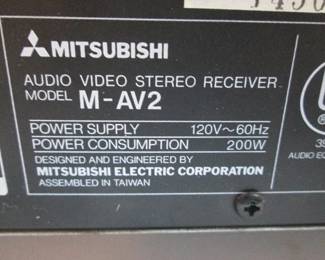 MITSUBISHI
AUDIO VIDEO STEREO RECEIVER
MODEL M-AV2
POWER SUPPLY 120V~60Hz
POWER CONSUMPTION 200W
DESIGNED AND ENGINEERED BY
MITSUBISHI ELECTRIC CORPORATION
ASSEMBLED IN TAIWAN